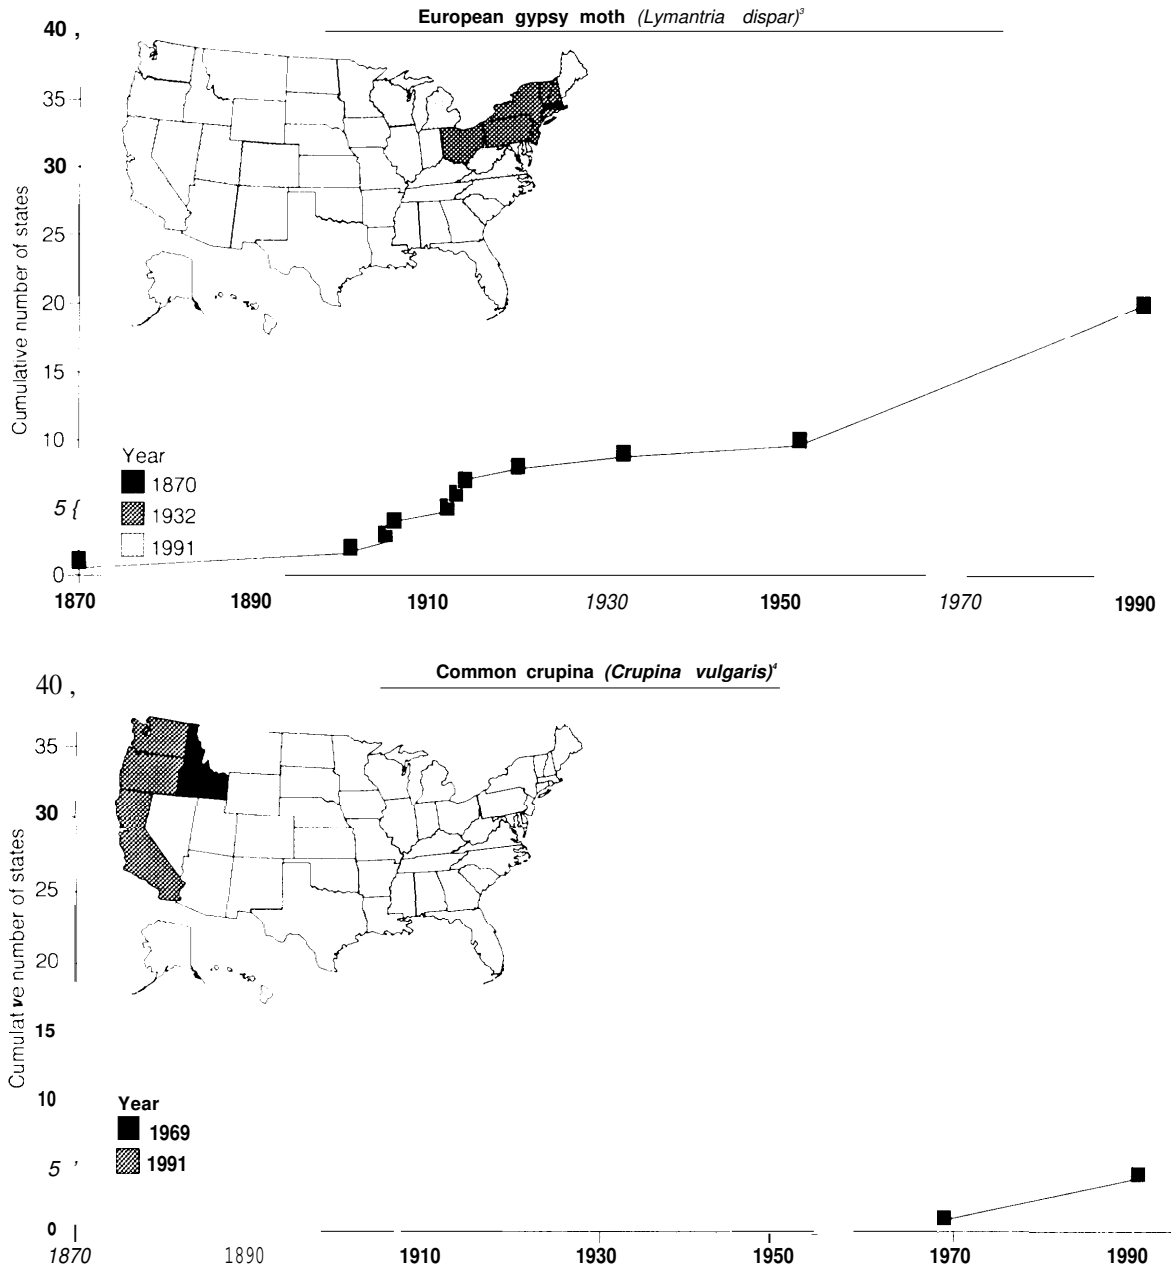 European gypsy moth (Lymantria dispar)³
40 ,
35
30
25
20
15
10
5 {
0
Cumulative number of states
Year
1870
1932
1991
1870 1890 1910 1930 1950 1970 1990
Common crupina (Crupina vulgaris)⁴
40 ,
35
30
25
20
15
10
5 ’
0
Cumulative number of states
Year
1969
1991
1870 1890 1910 1930 1950 1970 1990